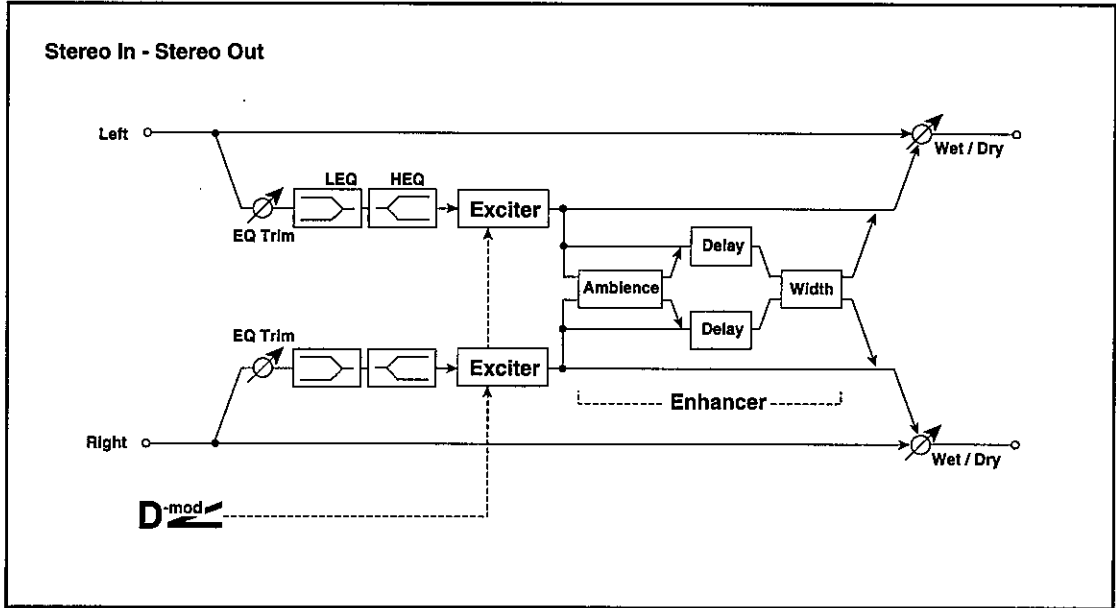 Stereo In - Stereo Out
Left
Wet / Dry
LEQ
HEQ
EQ Trim
Exciter
Delay
Ambience
Width
Delay
EQ Trim
Exciter
Enhancer
Right
Wet / Dry
D-mod